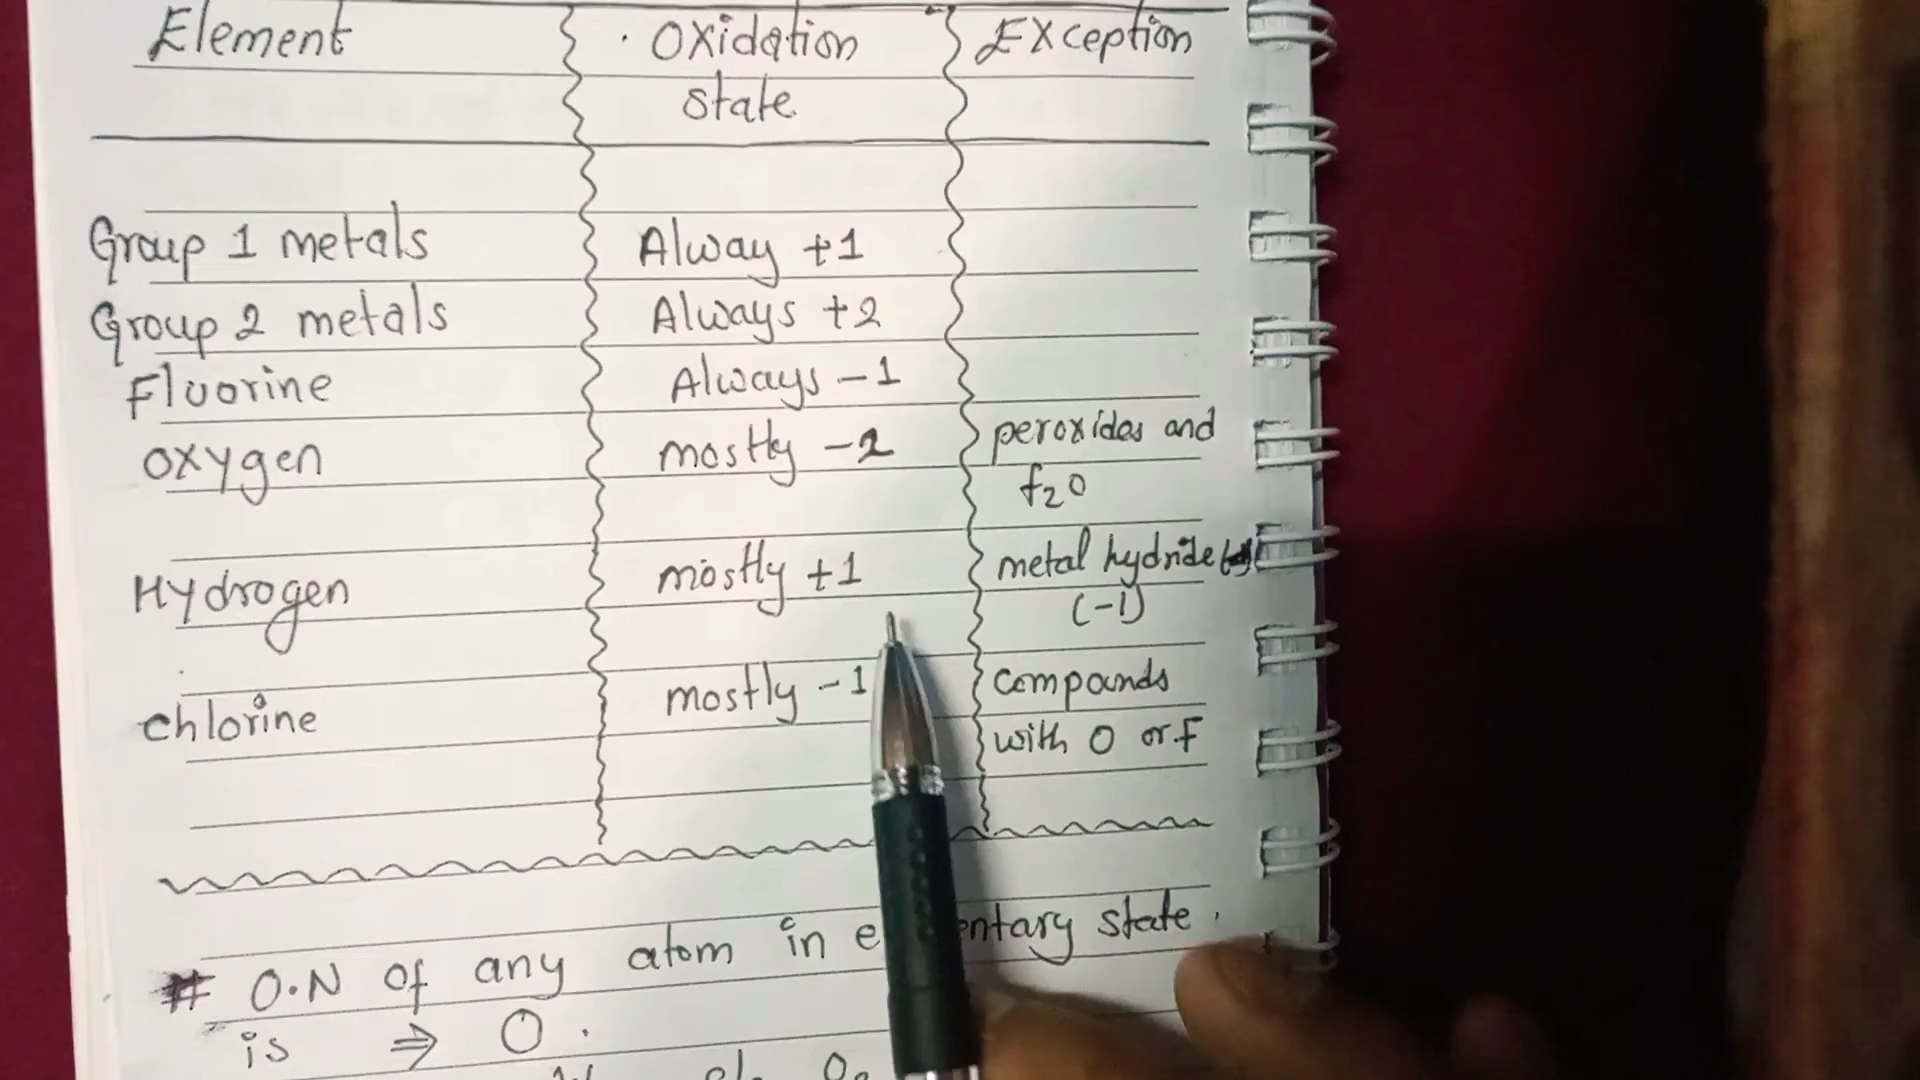 Element Oxidation Exception
state
Group 1 metals Alway +1
Group 2 metals Always +2
Fluorine Always -1
Oxygen mostly -2 peroxides and
f₂O
Hydrogen mostly +1 metal hydride
(-1)
chlorine mostly -1 compounds
with O or F
# O.N of any atom in e entary state.
is ⇒ O.